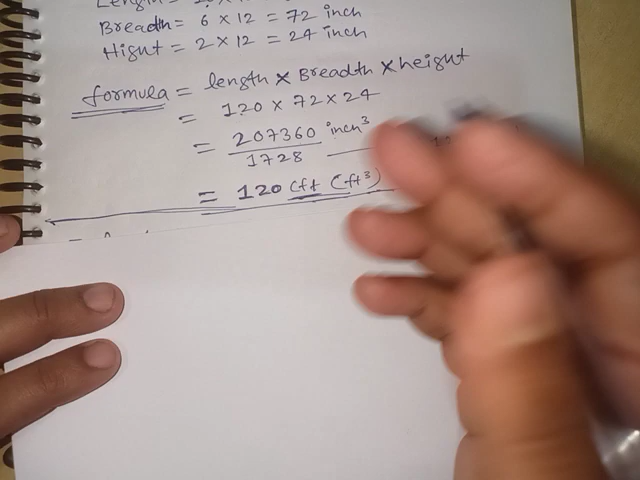 Breadth = 6 × 12 = 72 inch
Hight = 2 × 12 = 24 inch
formula = length × Breadth × height
= 120 × 72 × 24
= 207360 inch³
1728
= 120 Cft (ft³)